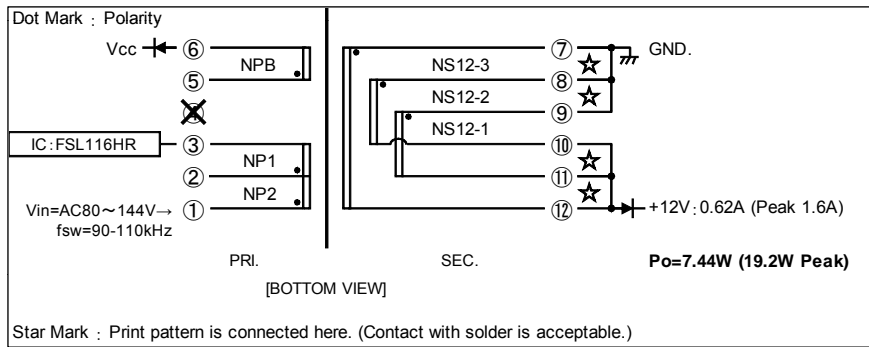 Dot Mark : Polarity
Vcc ⑥ ⑦ GND.
NPB NS12-3
⑤ ⑧ ☆
NS12-2 ☆
④ ⑨
NS12-1
IC:FSL116HR ③ ⑩
NP1 ☆
② ⑪
NP2 ☆
Vin=AC80～144V→ ① ⑫ +12V:0.62A (Peak 1.6A)
fsw=90-110kHz
PRI. SEC. Po=7.44W (19.2W Peak)
[BOTTOM VIEW]
Star Mark : Print pattern is connected here. (Contact with solder is acceptable.)